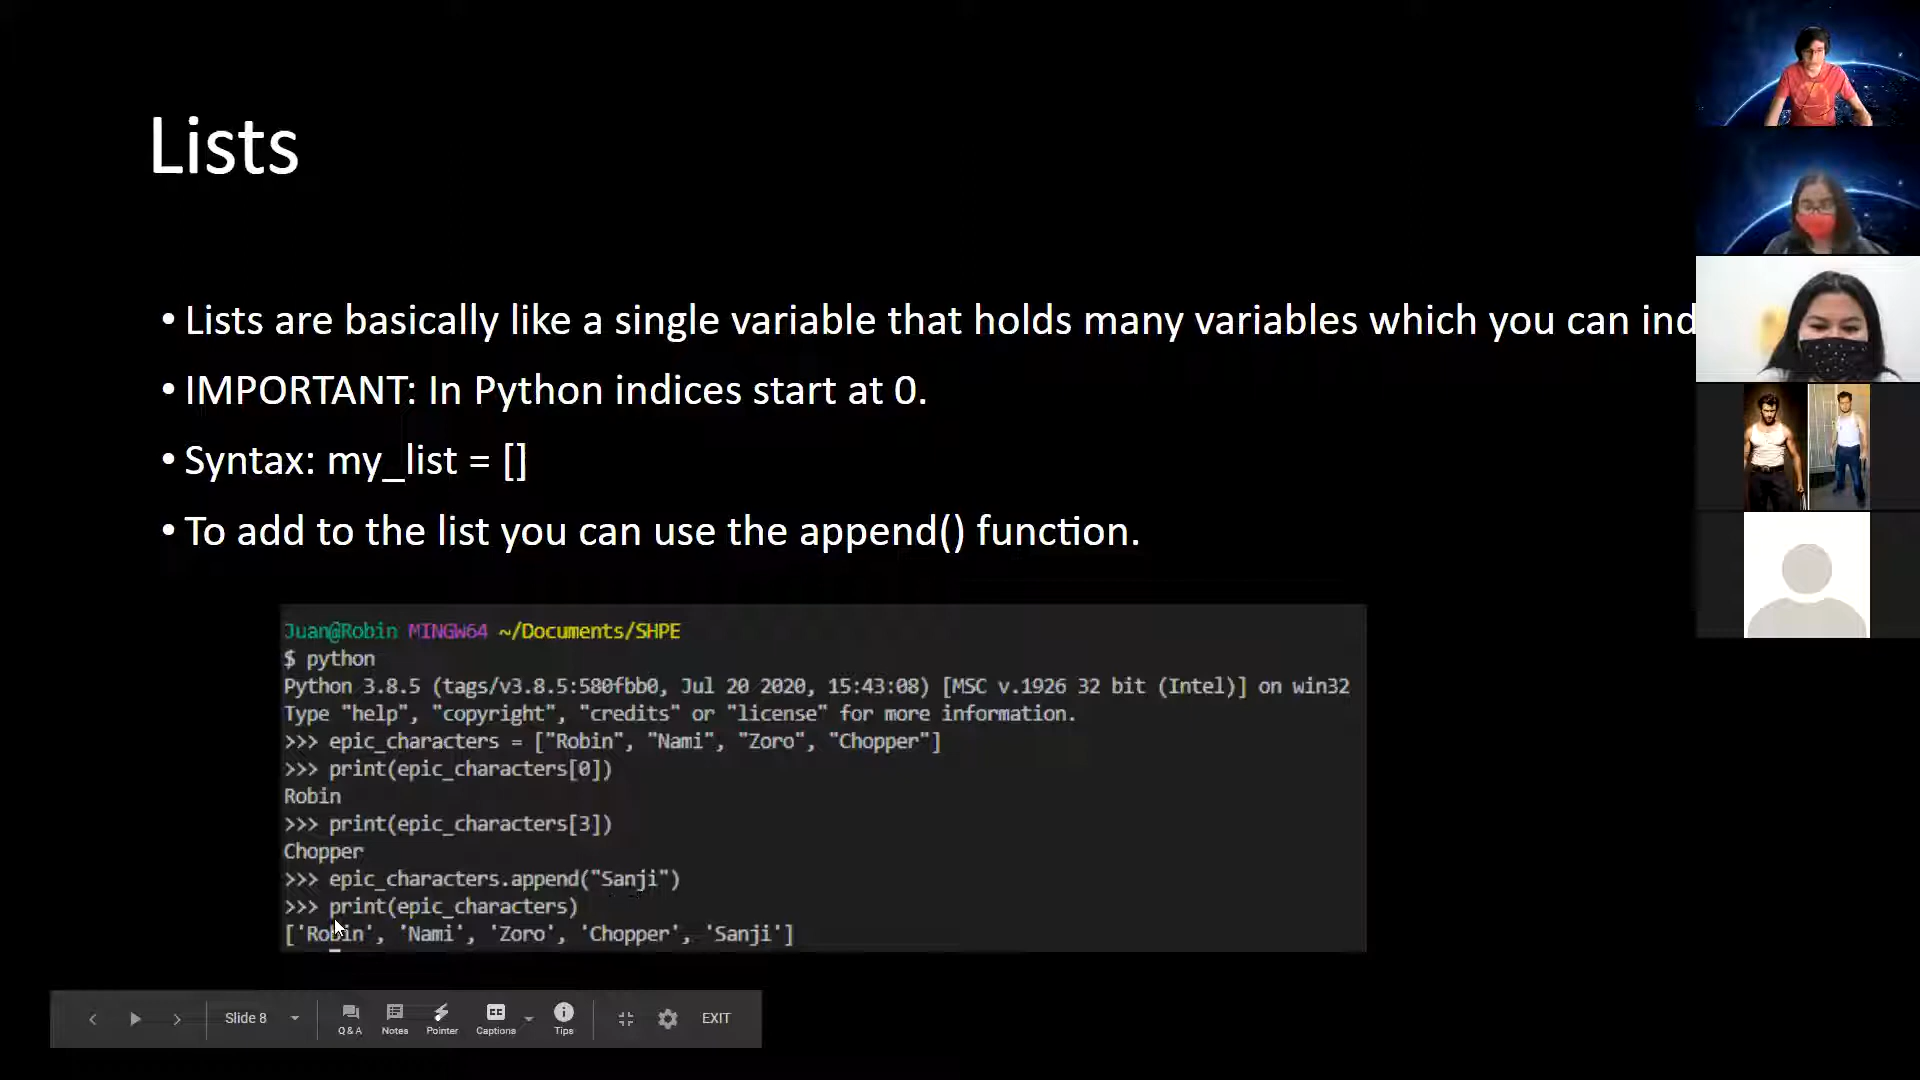 Lists
• Lists are basically like a single variable that holds many variables which you can ind
• IMPORTANT: In Python indices start at 0.
• Syntax: my_list = []
• To add to the list you can use the append() function.
Juan@Robin MINGW64 ~/Documents/SHPE
$ python
Python 3.8.5 (tags/v3.8.5:580fbb0, Jul 20 2020, 15:43:08) [MSC v.1926 32 bit (Intel)] on win32
Type "help", "copyright", "credits" or "license" for more information.
>>> epic_characters = ["Robin", "Nami", "Zoro", "Chopper"]
>>> print(epic_characters[0])
Robin
>>> print(epic_characters[3])
Chopper
>>> epic_characters.append("Sanji")
>>> print(epic_characters)
['Robin', 'Nami', 'Zoro', 'Chopper', 'Sanji']
Slide 8
Q & A
Notes
Pointer
CC
Captions
Tips
EXIT